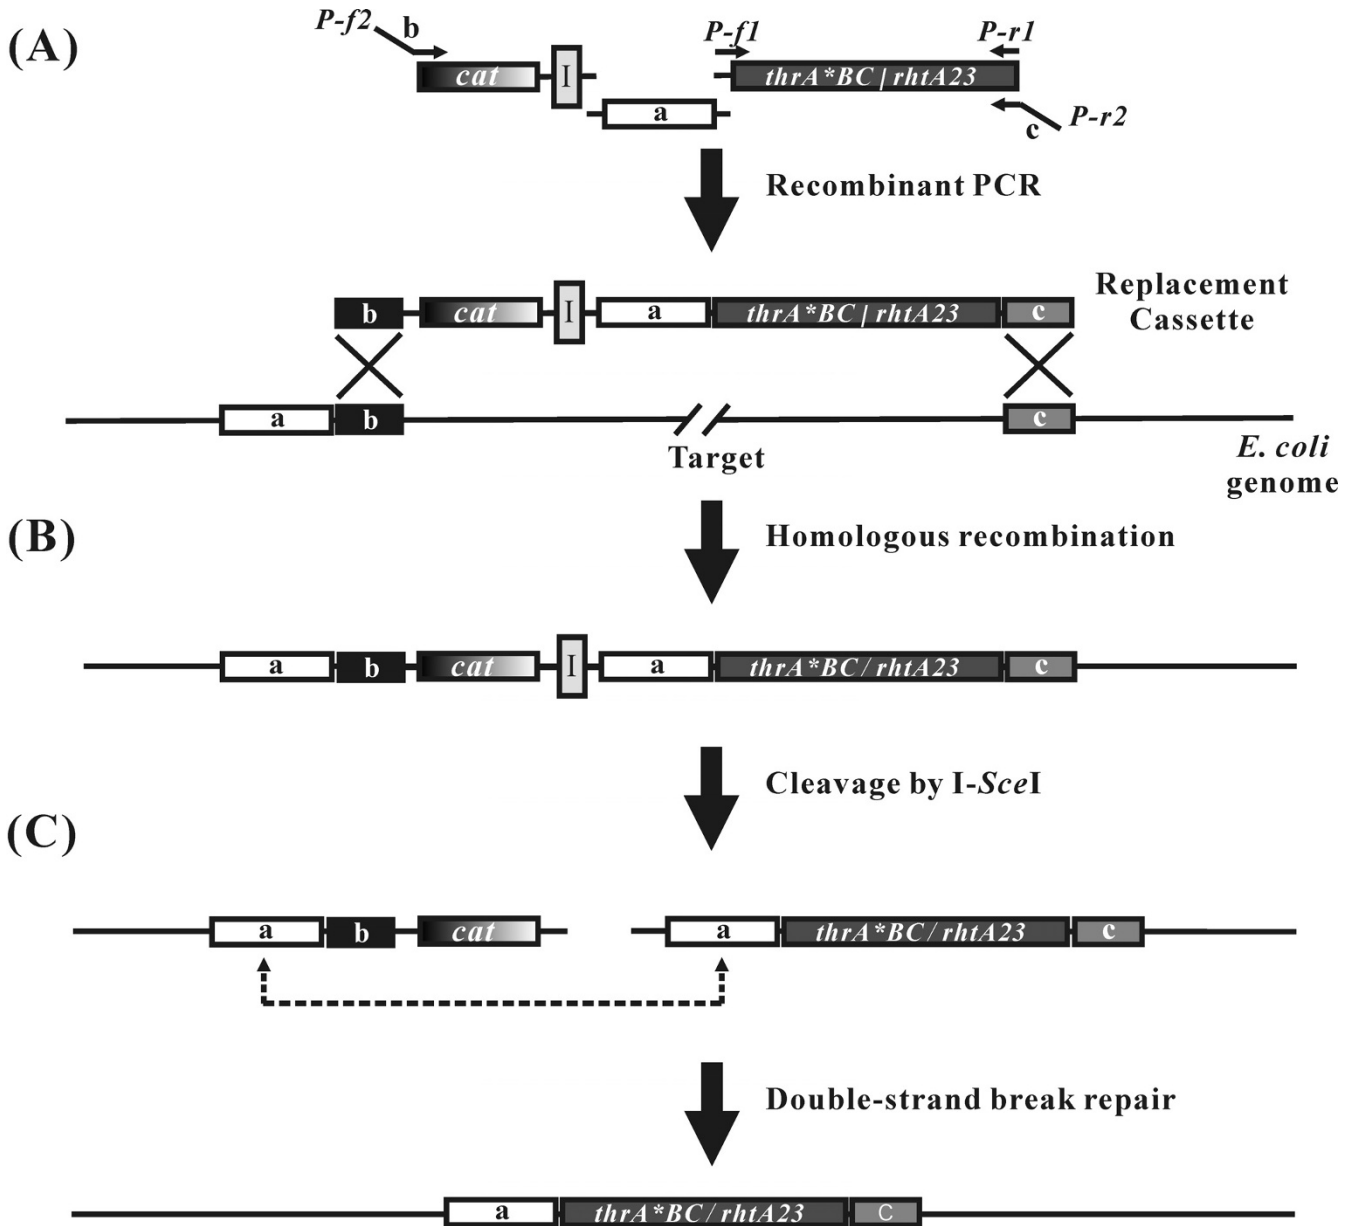 (A)
P-f2 b P-f1 P-r1
cat I thrA*BC/rhtA23
a
c P-r2
Recombinant PCR
b cat I a thrA*BC/rhtA23 c
Replacement
Cassette
a b c
Target
E. coli
genome
(B)
Homologous recombination
a b cat I a thrA*BC/rhtA23 c
Cleavage by I-SceI
(C)
a b cat a thrA*BC/rhtA23 c
Double-strand break repair
a thrA*BC/rhtA23 C